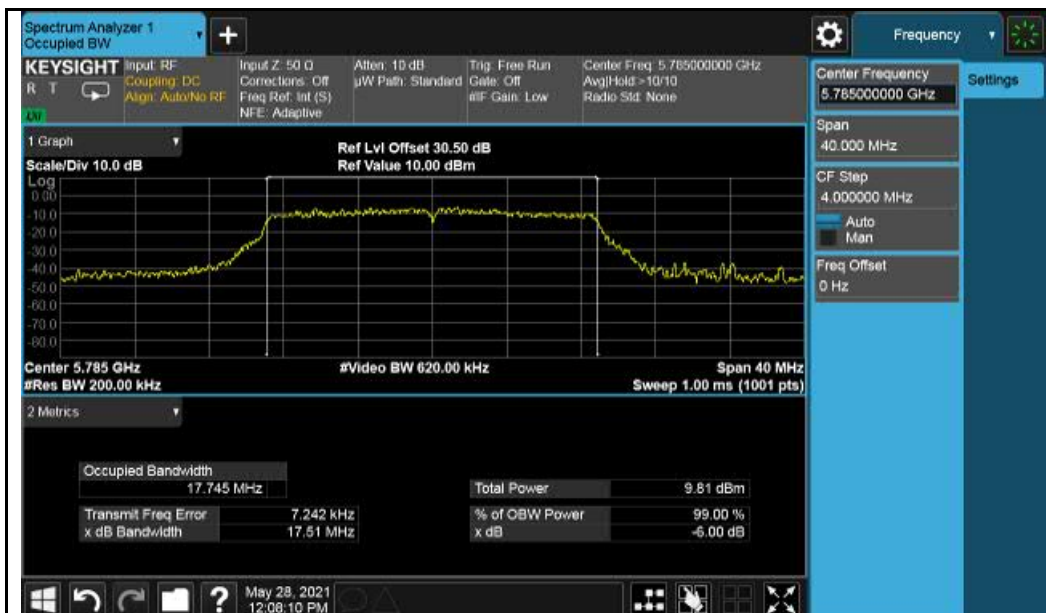 Spectrum Analyzer 1
Occupied BW
+
Frequency
KEYSIGHT
R T
Input: RF
Coupling: DC
Align: Auto/No RF
Input Z: 50 Ω
Corrections: Off
Freq Ref: Int (S)
NFE: Adaptive
Atten: 10 dB
µW Path: Standard
Trig: Free Run
Gate: Off
#IF Gain: Low
Center Freq: 5.785000000 GHz
Avg|Hold:>10/10
Radio Std: None
Center Frequency
5.785000000 GHz
Settings
Span
40.000 MHz
CF Step
4.000000 MHz
Auto
Man
Freq Offset
0 Hz
1 Graph
Scale/Div 10.0 dB
Ref Lvl Offset 30.50 dB
Ref Value 10.00 dBm
Log
0.00
-10.0
-20.0
-30.0
-40.0
-50.0
-60.0
-70.0
-80.0
Center 5.785 GHz
#Res BW 200.00 kHz
#Video BW 620.00 kHz
Span 40 MHz
Sweep 1.00 ms (1001 pts)
2 Metrics
Occupied Bandwidth
17.745 MHz
Total Power 9.81 dBm
Transmit Freq Error 7.242 kHz
% of OBW Power 99.00 %
x dB Bandwidth 17.51 MHz
x dB -6.00 dB
?
May 28, 2021
12:08:10 PM